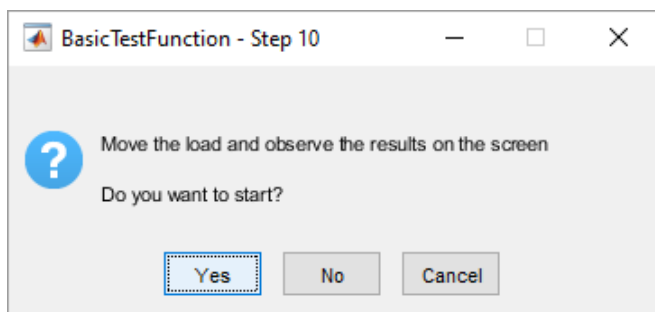 BasicTestFunction - Step 10
Move the load and observe the results on the screen
Do you want to start?
Yes No Cancel